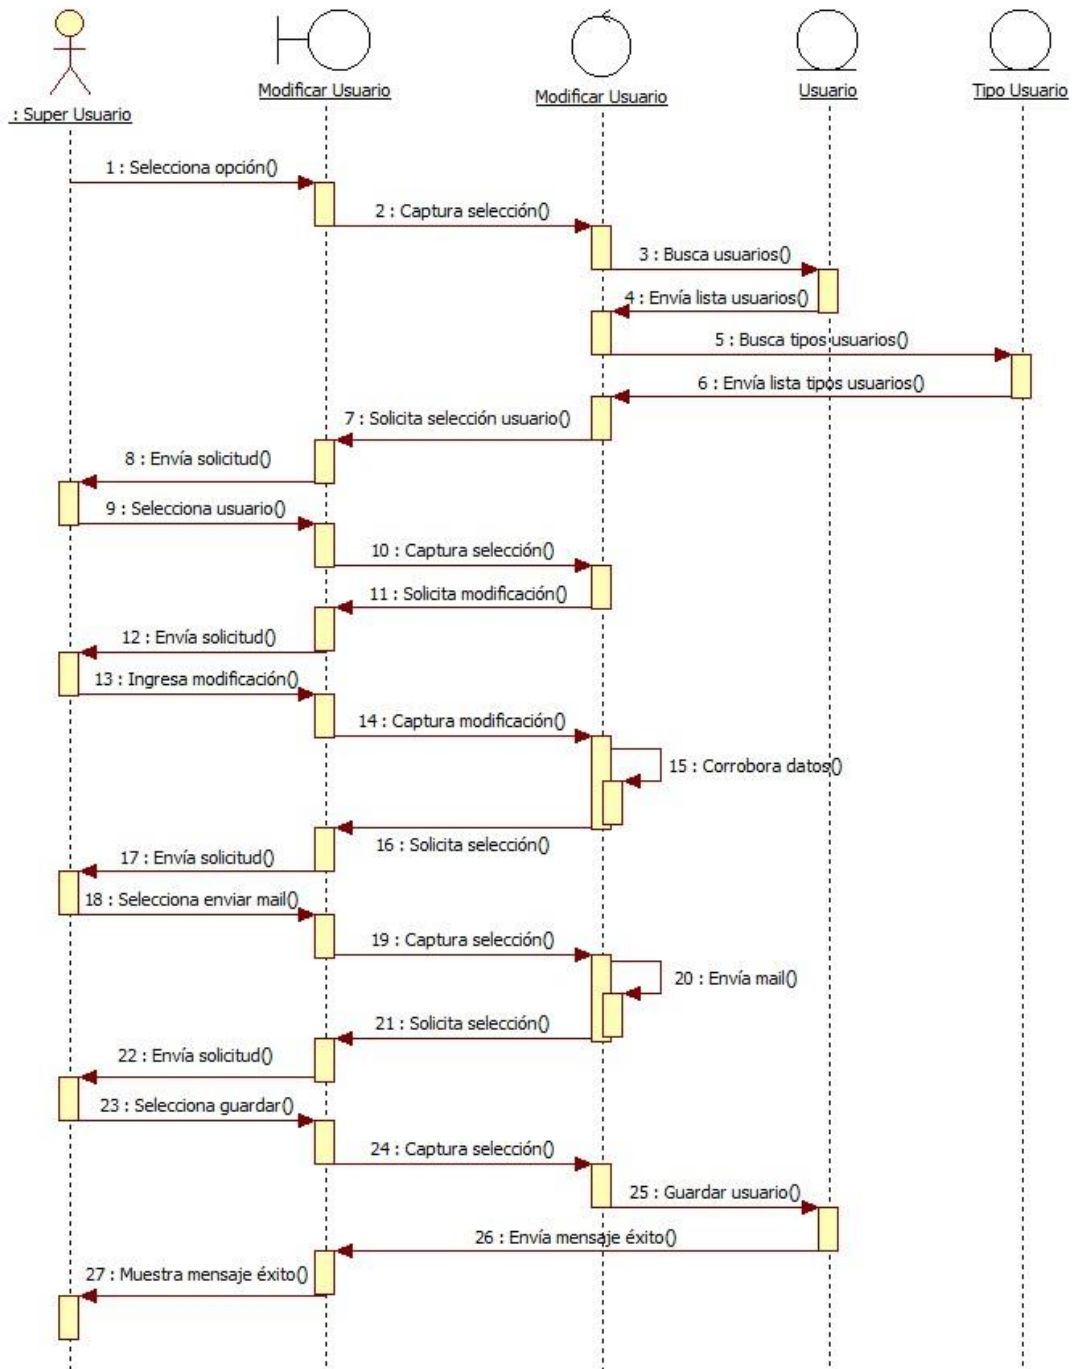 : Super Usuario
Modificar Usuario
Modificar Usuario
Usuario
Tipo Usuario
1 : Selecciona opción()
2 : Captura selección()
3 : Busca usuarios()
4 : Envía lista usuarios()
5 : Busca tipos usuarios()
6 : Envía lista tipos usuarios()
7 : Solicita selección usuario()
8 : Envía solicitud()
9 : Selecciona usuario()
10 : Captura selección()
11 : Solicita modificación()
12 : Envía solicitud()
13 : Ingresa modificación()
14 : Captura modificación()
15 : Corrobora datos()
16 : Solicita selección()
17 : Envía solicitud()
18 : Selecciona enviar mail()
19 : Captura selección()
20 : Envía mail()
21 : Solicita selección()
22 : Envía solicitud()
23 : Selecciona guardar()
24 : Captura selección()
25 : Guardar usuario()
26 : Envía mensaje éxito()
27 : Muestra mensaje éxito()